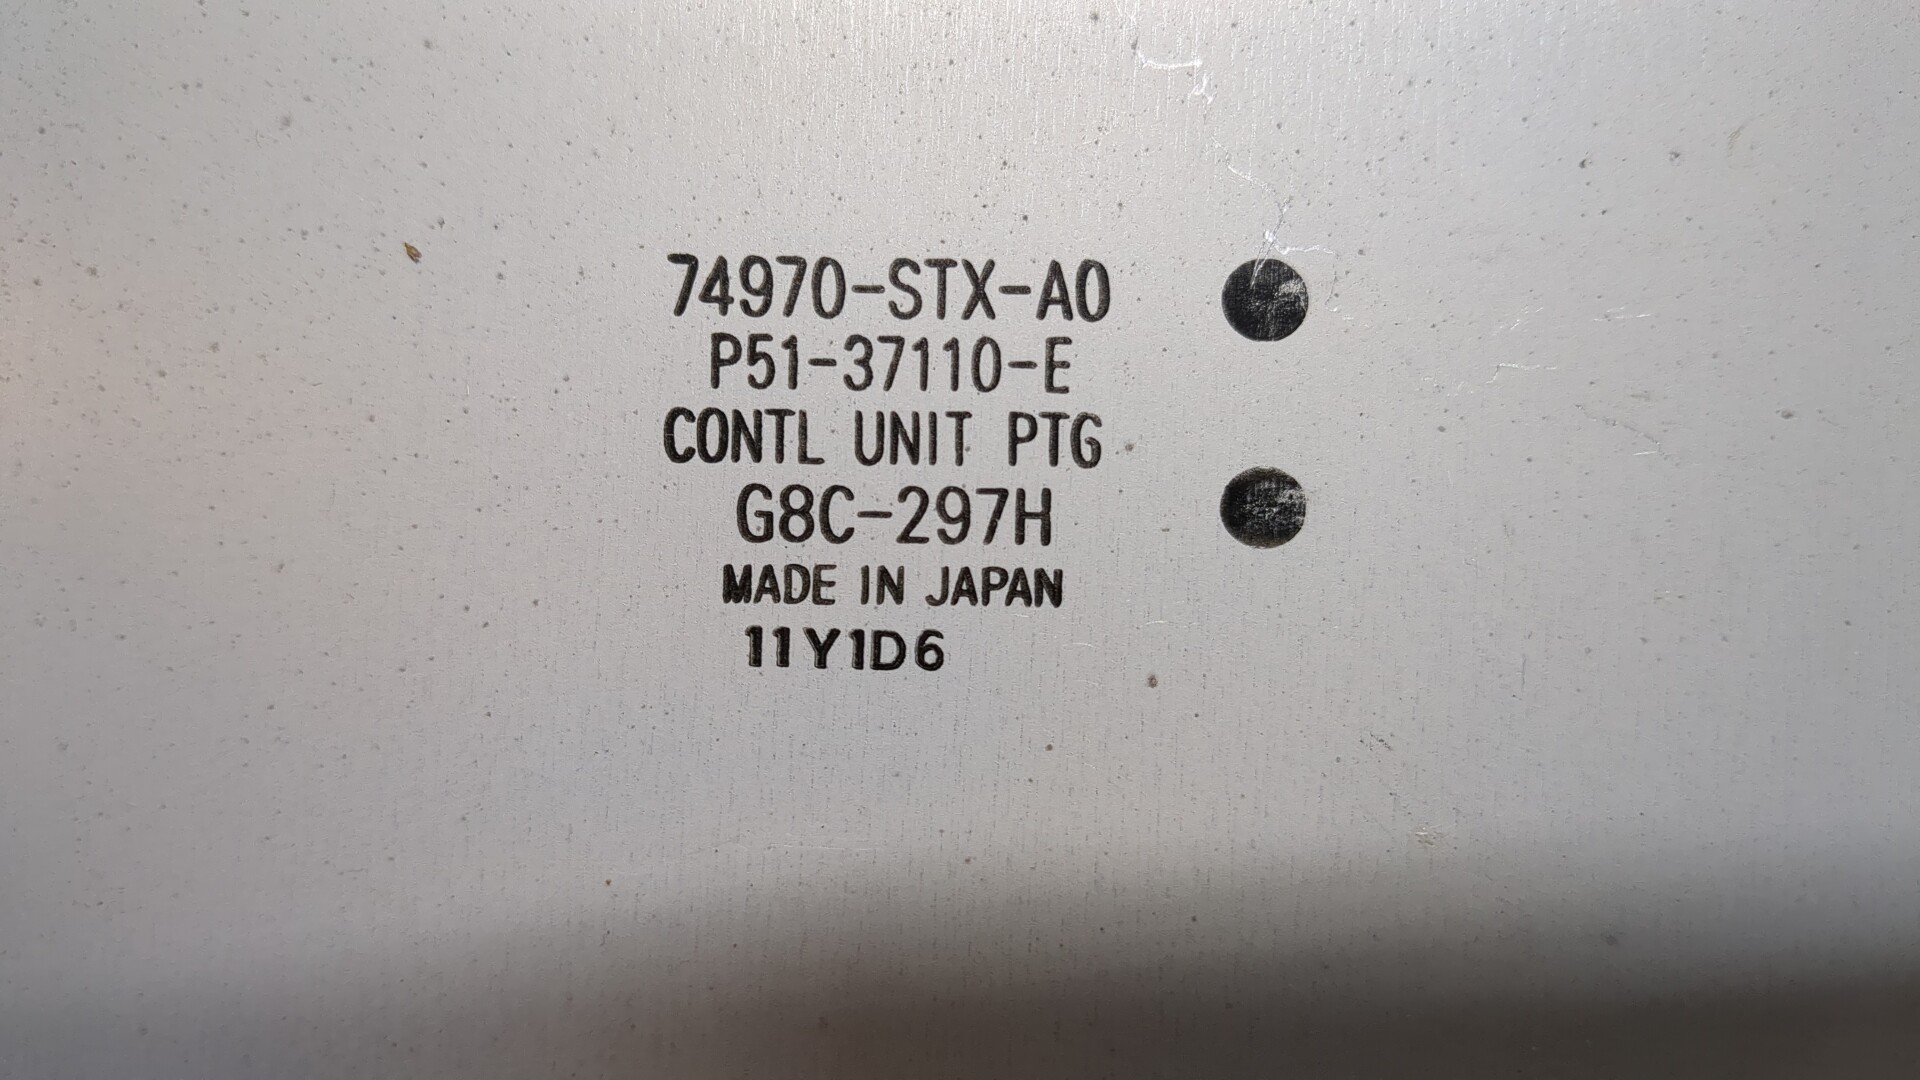 74970-STX-A0
P51-37110-E
CONTL UNIT PTG
G8C-297H
MADE IN JAPAN
11Y1D6